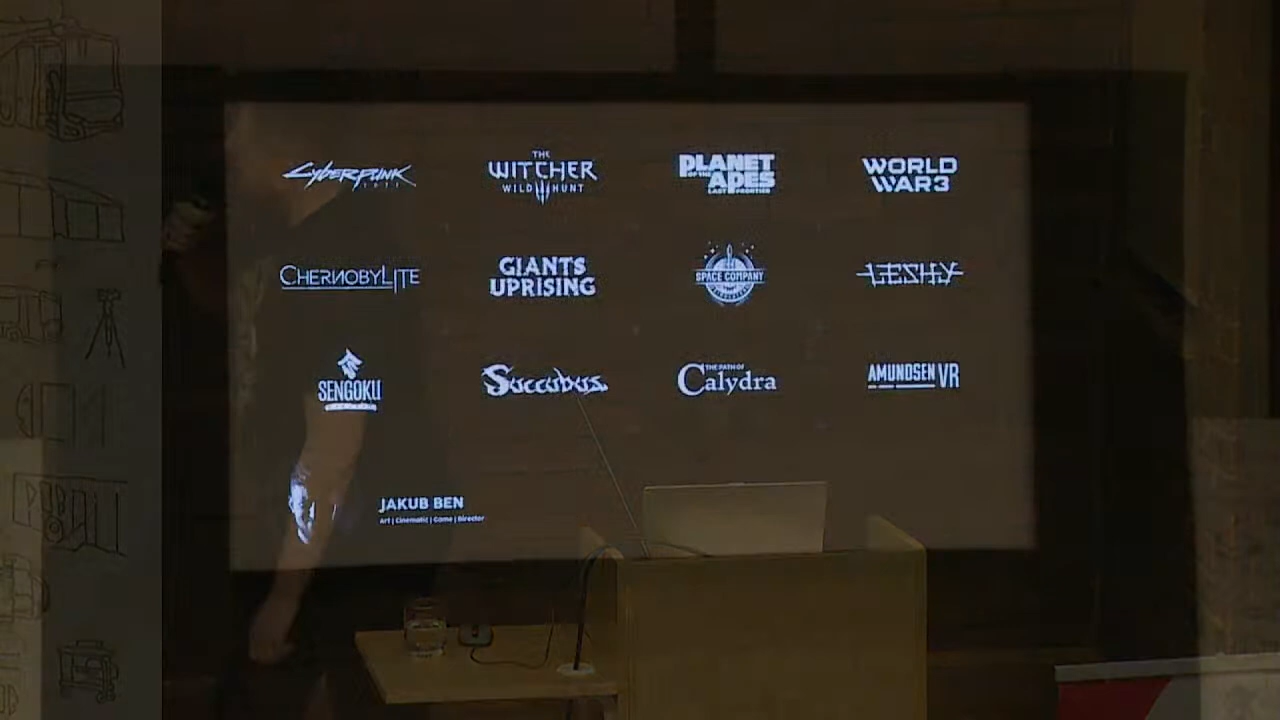 CYBERPUNK
2077
THE
WITCHER
WILD HUNT
PLANET
OF THE
APES
LAST FRONTIER
WORLD
WAR3
CHERNOBYLITE
GIANTS
UPRISING
SPACE COMPANY
LESHY
SENGOKU
Succubus
THE PATH OF
Calydra
AMUNDSEN VR
JAKUB BEN
Art | Cinematic | Game | Director